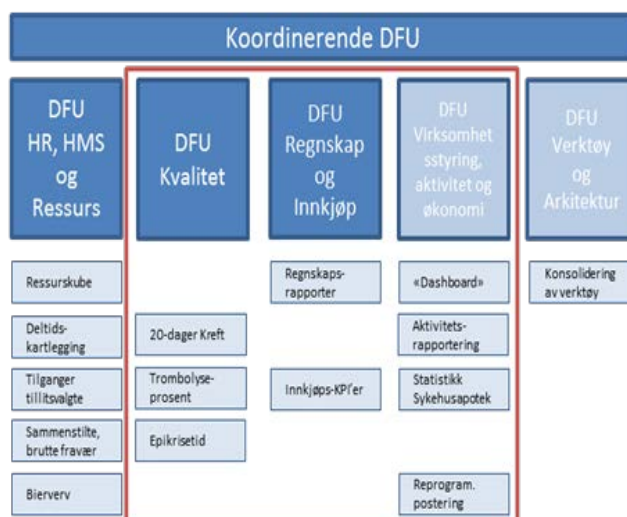 Koordinerende DFU
DFU
HR, HMS
og
Ressurs
DFU
Kvalitet
DFU
Regnskap
og
Innkjøp
DFU
Virksomhet
sstyring,
aktivitet og
økonomi
DFU
Verktøy
og
Arkitektur
Ressurskube
Deltids-
kartlegging
Tilganger
tillitsvalgte
Sammenstilte,
brutte fravær
Bierverv
20-dager Kreft
Trombolyse-
prosent
Epikrisetid
Regnskaps-
rapporter
Innkjøps-KPI'er
«Dashboard»
Aktivitets-
rapportering
Statistikk
Sykehusapotek
Reprogram.
postering
Konsolidering
av verktøy